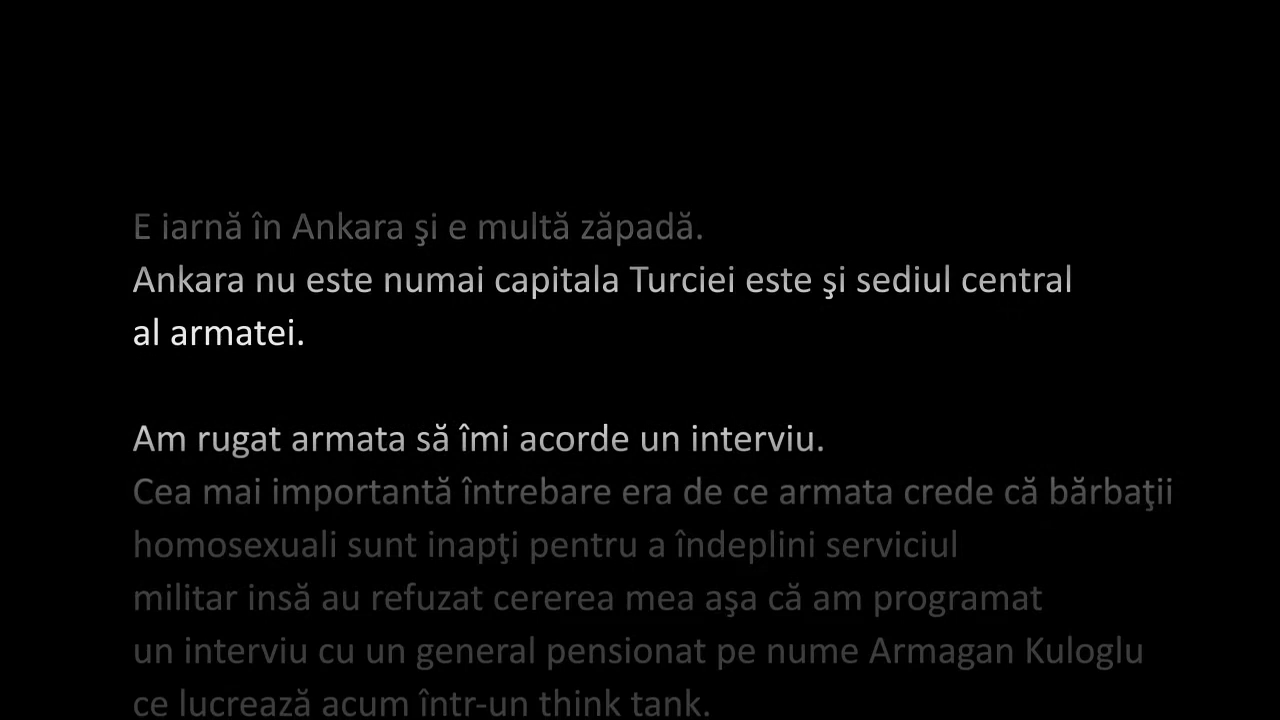 E iarnă în Ankara şi e multă zăpadă.
Ankara nu este numai capitala Turciei este şi sediul central
al armatei.
Am rugat armata să îmi acorde un interviu.
Cea mai importantă întrebare era de ce armata crede că bărbaţii
homosexuali sunt inapţi pentru a îndeplini serviciul
militar insă au refuzat cererea mea aşa că am programat
un interviu cu un general pensionat pe nume Armagan Kuloglu
ce lucrează acum într-un think tank.